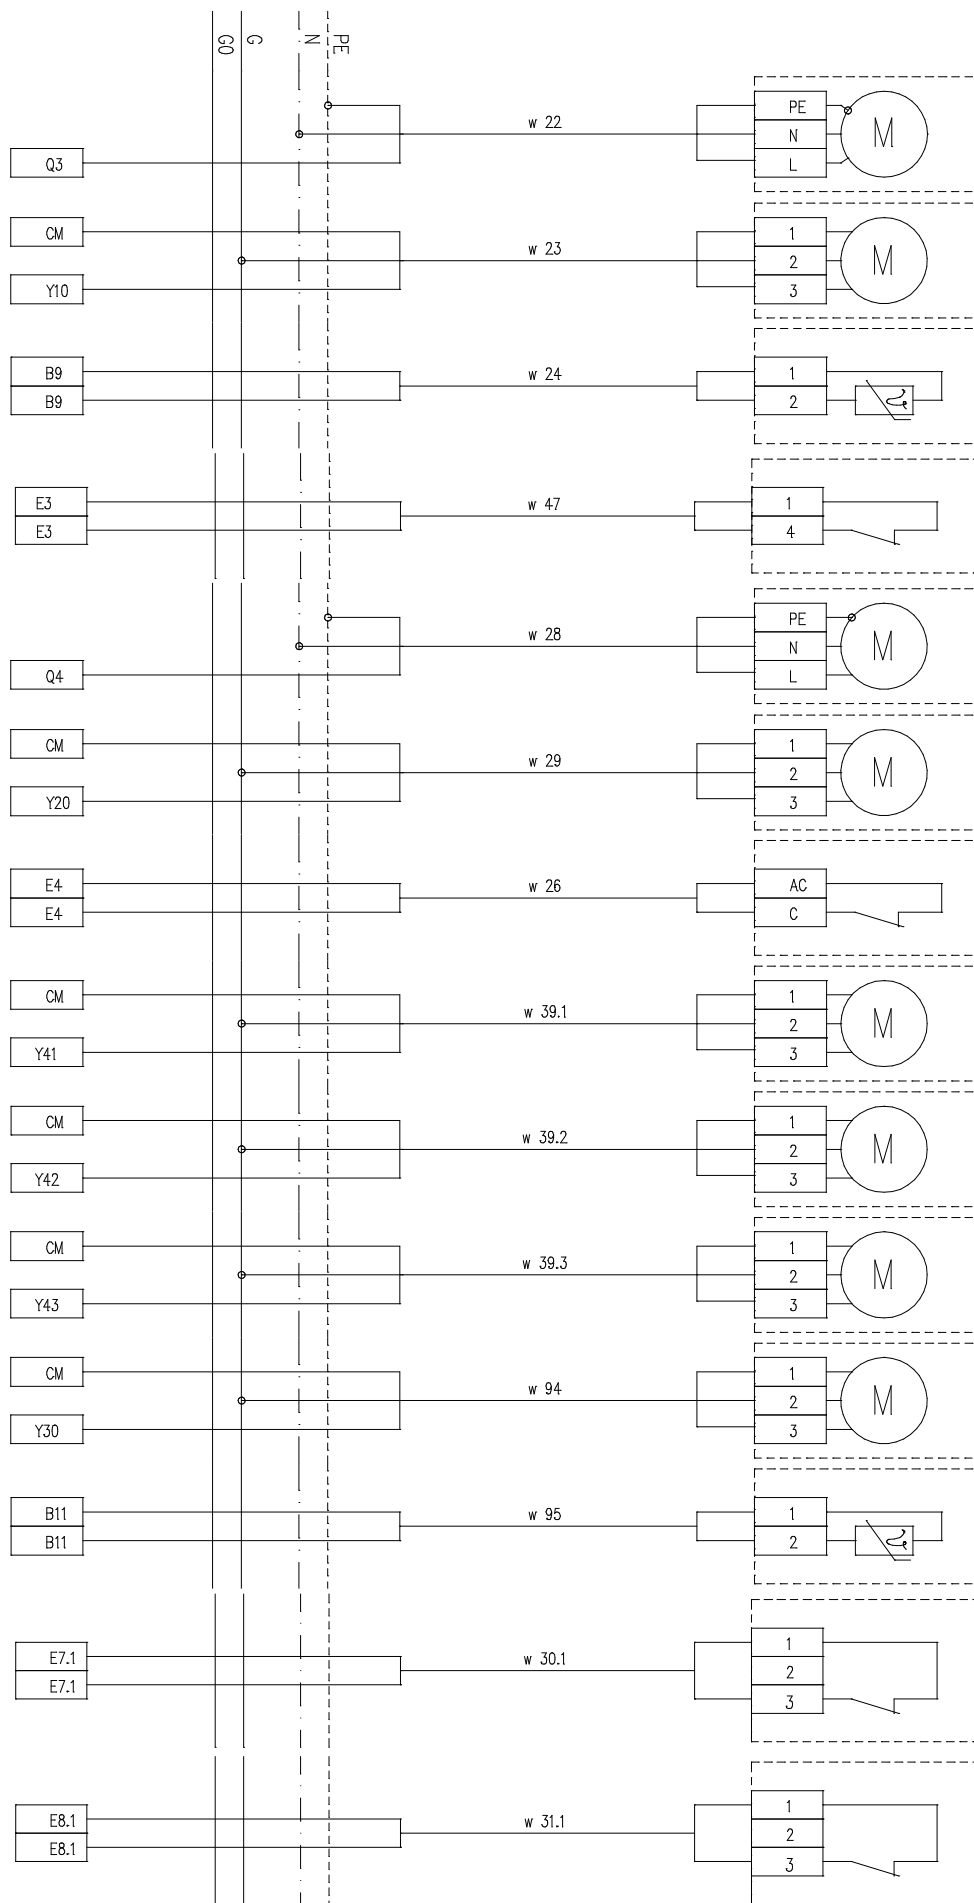 G0 G N PE
w 22
PE
N
L
M
Q3
CM
w 23
Y10
1
2
3
M
B9
B9
w 24
1
2
E3
E3
w 47
1
4
w 28
PE
N
L
M
Q4
CM
w 29
Y20
1
2
3
M
E4
E4
w 26
AC
C
CM
w 39.1
Y41
1
2
3
M
CM
w 39.2
Y42
1
2
3
M
CM
w 39.3
Y43
1
2
3
M
CM
w 94
Y30
1
2
3
M
B11
B11
w 95
1
2
E7.1
E7.1
w 30.1
1
2
3
E8.1
E8.1
w 31.1
1
2
3